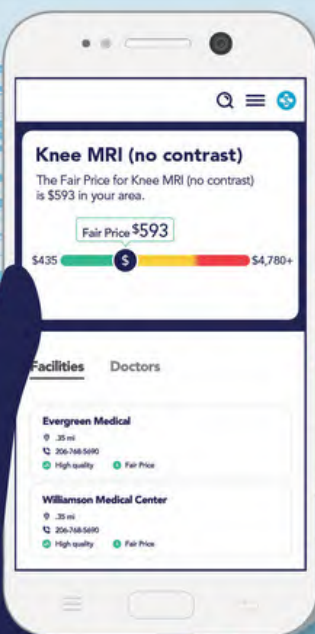 Knee MRI (no contrast)
The Fair Price for Knee MRI (no contrast)
is $593 in your area.
Fair Price $593
$435
$
$4,780+
Facilities
Doctors
Evergreen Medical
.35 mi
206-768-5690
High quality
Fair Price
Williamson Medical Center
.35 mi
206-768-5690
High quality
Fair Price